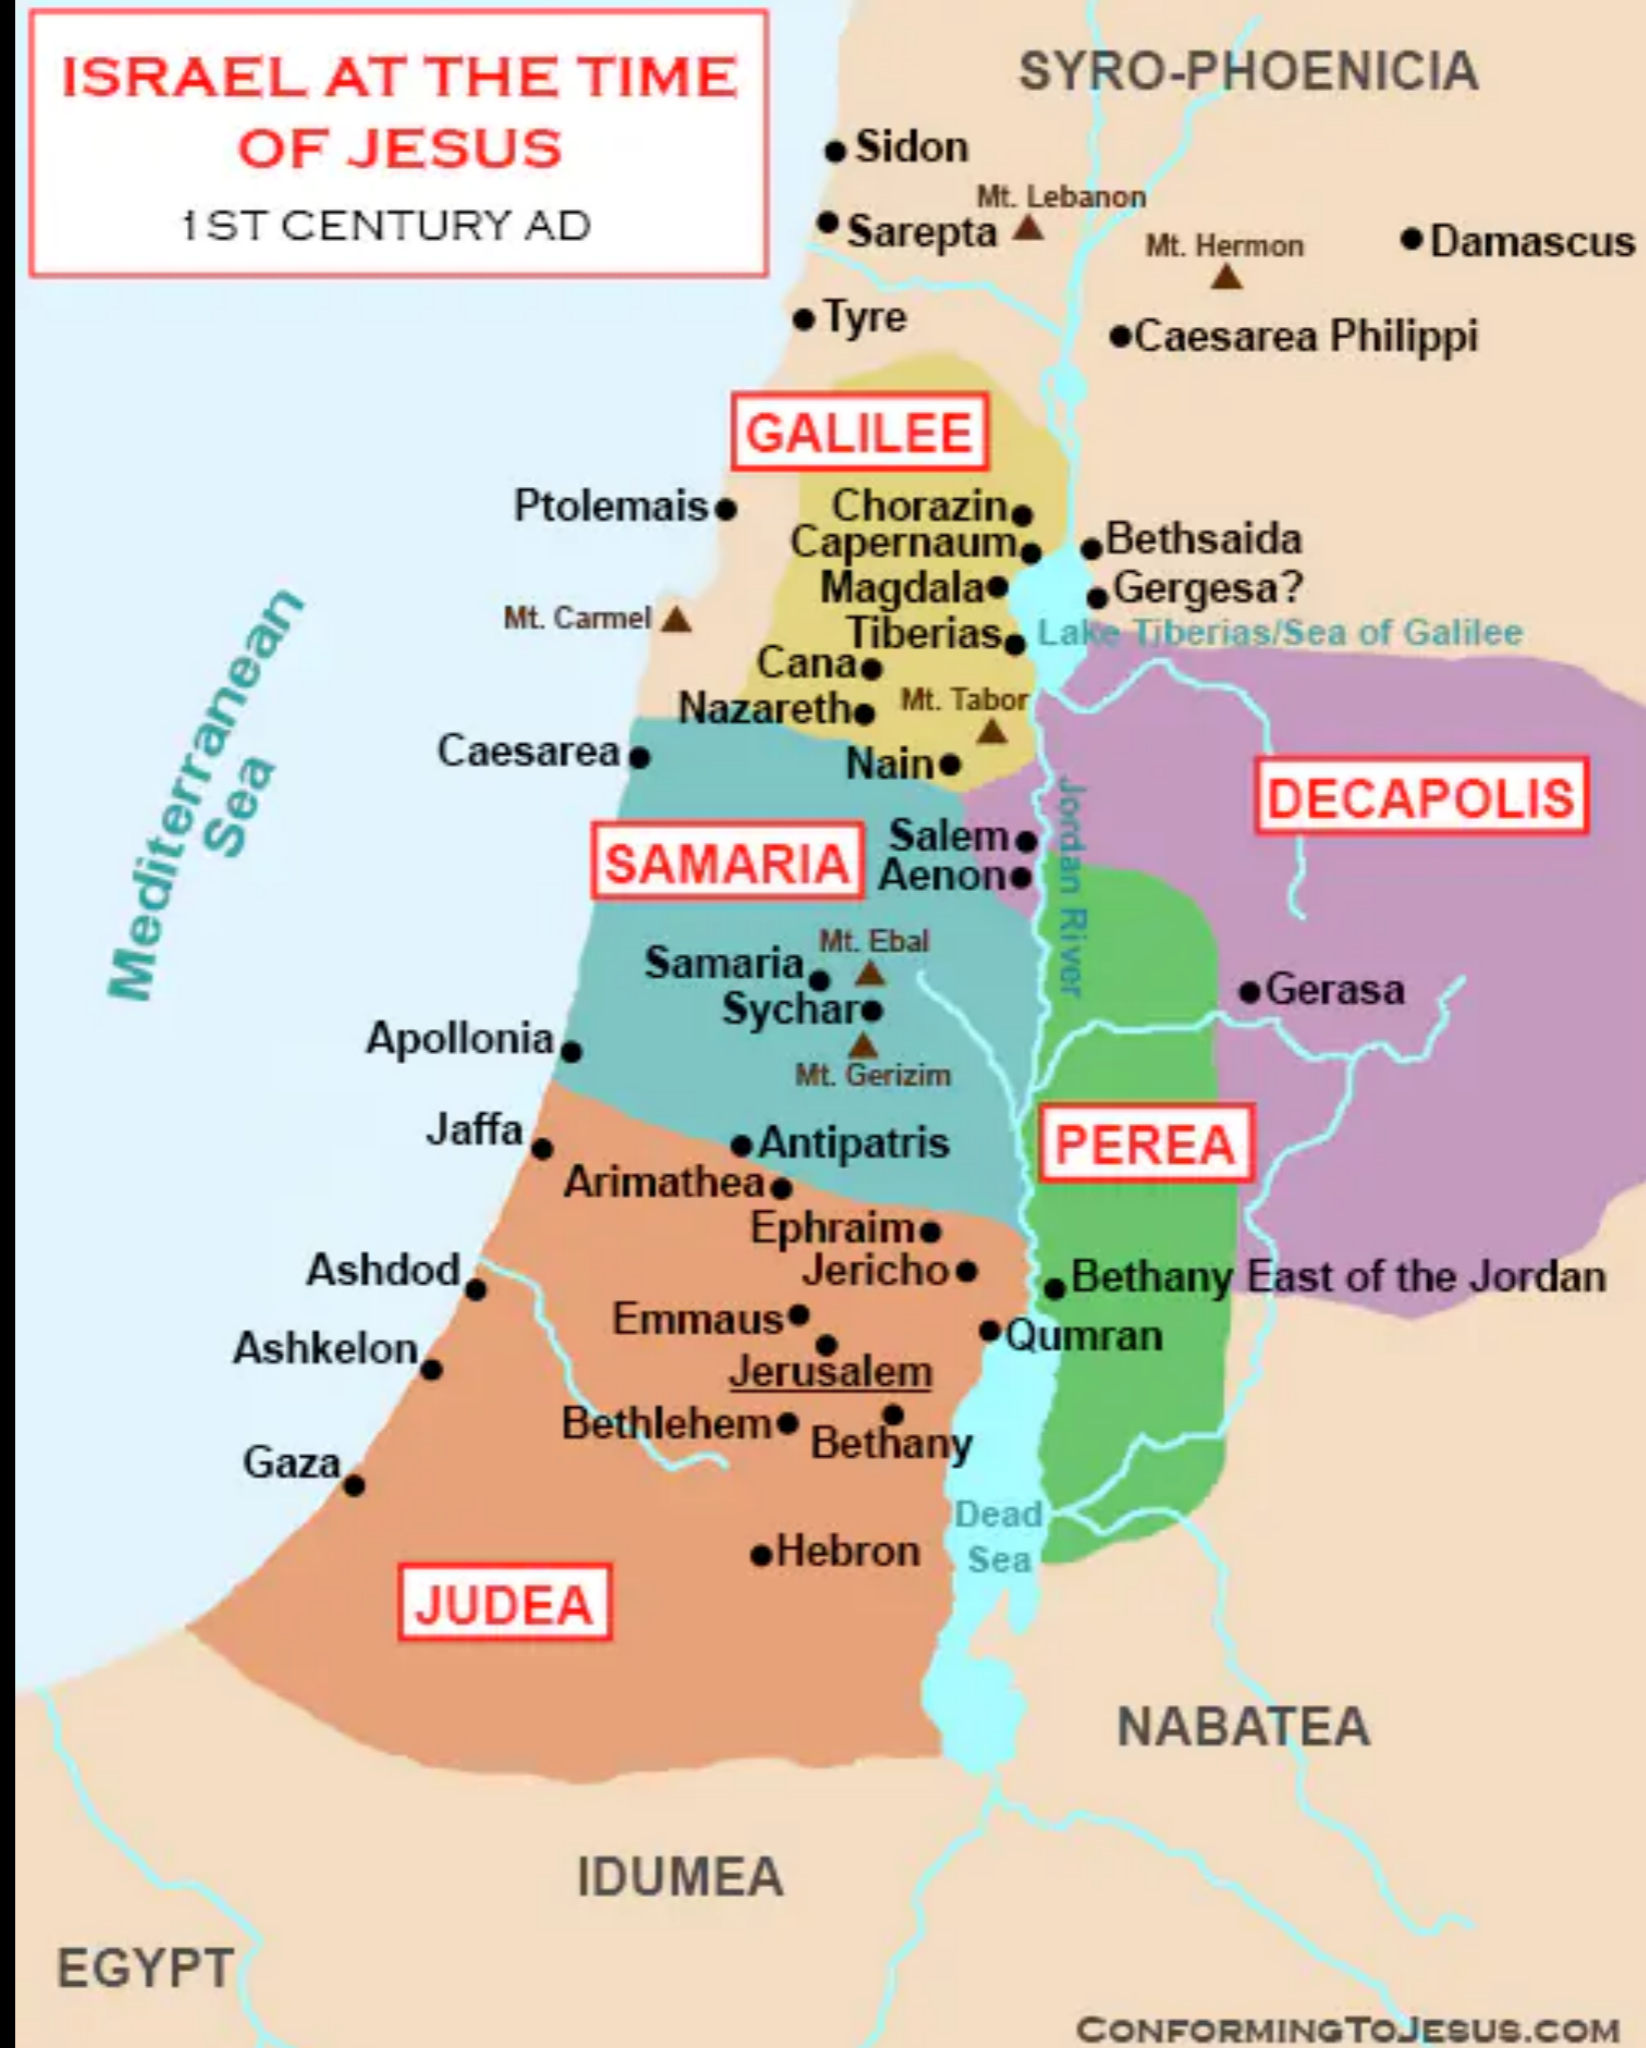 ISRAEL AT THE TIME
OF JESUS
1ST CENTURY AD
SYRO-PHOENICIA
Sidon
Mt. Lebanon
Sarepta
Mt. Hermon
Damascus
Tyre
Caesarea Philippi
GALILEE
Ptolemais
Chorazin
Capernaum
Bethsaida
Magdala
Gergesa?
Mt. Carmel
Tiberias
Lake Tiberias/Sea of Galilee
Cana
Nazareth
Mt. Tabor
Caesarea
Nain
Mediterranean
Sea
DECAPOLIS
SAMARIA
Salem
Aenon
Jordan River
Mt. Ebal
Samaria
Sychar
Gerasa
Apollonia
Mt. Gerizim
Jaffa
Antipatris
PEREA
Arimathea
Ephraim
Ashdod
Jericho
Bethany East of the Jordan
Emmaus
Qumran
Ashkelon
Jerusalem
Bethlehem
Bethany
Gaza
Dead
Sea
Hebron
JUDEA
NABATEA
IDUMEA
EGYPT
CONFORMINGTOJESUS.COM